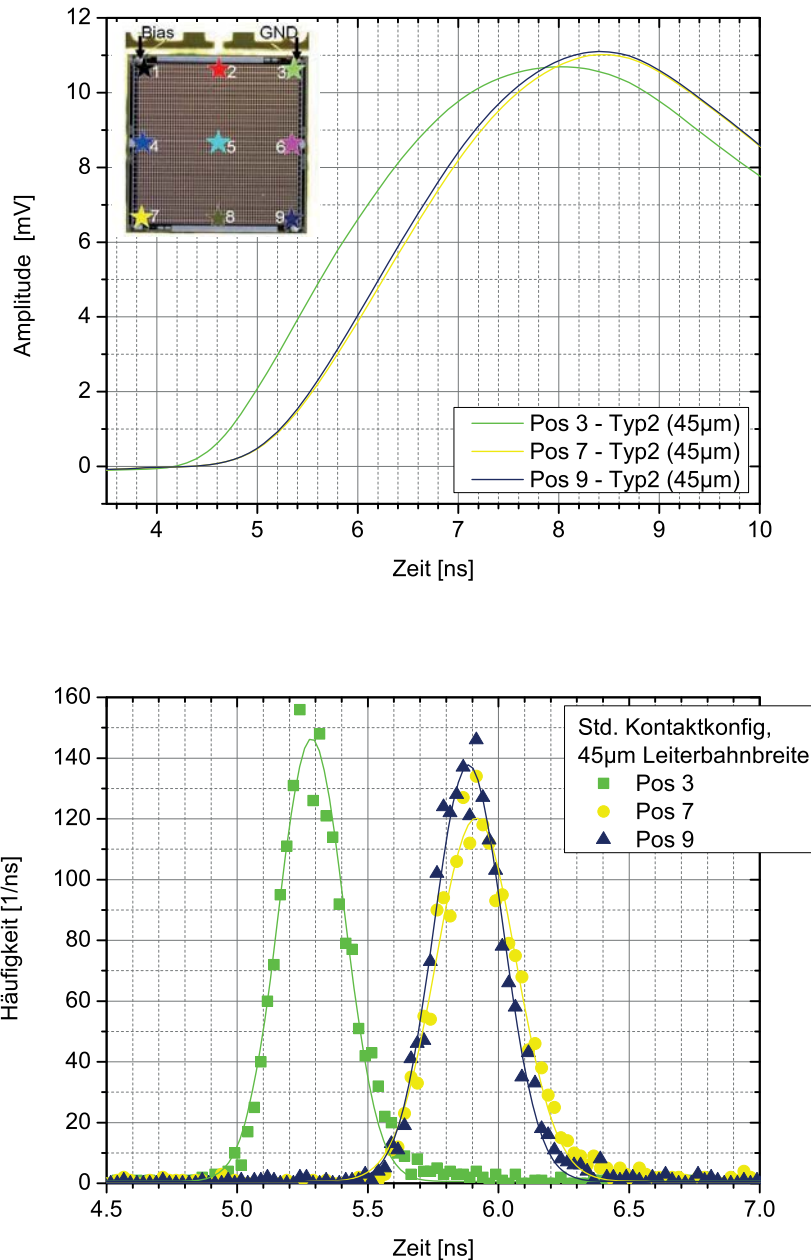 12
10
8
6
4
2
0
Amplitude [mV]
Bias GND
1 2 3
4 5 6
7 8 9
Pos 3 - Typ2 (45µm)
Pos 7 - Typ2 (45µm)
Pos 9 - Typ2 (45µm)
4 5 6 7 8 9 10
Zeit [ns]
160
140
120
100
80
60
40
20
0
Häufigkeit [1/ns]
Std. Kontaktkonfig,
45µm Leiterbahnbreite
Pos 3
Pos 7
Pos 9
4.5 5.0 5.5 6.0 6.5 7.0
Zeit [ns]